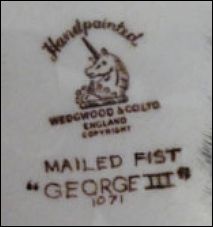 Handpainted
WEDGWOOD & CO LTD
ENGLAND
COPYRIGHT
MAILED FIST
"GEORGE III"
1071